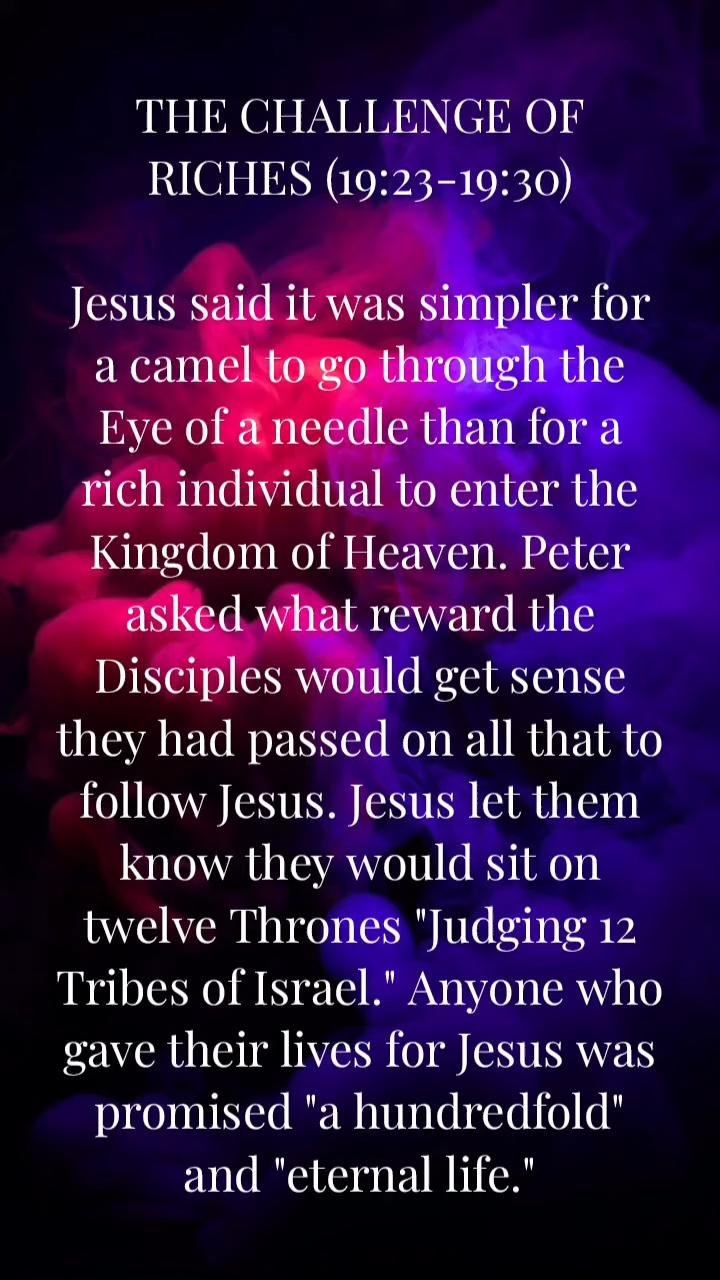 THE CHALLENGE OF
RICHES (19:23-19:30)
Jesus said it was simpler for
a camel to go through the
Eye of a needle than for a
rich individual to enter the
Kingdom of Heaven. Peter
asked what reward the
Disciples would get sense
they had passed on all that to
follow Jesus. Jesus let them
know they would sit on
twelve Thrones "Judging 12
Tribes of Israel." Anyone who
gave their lives for Jesus was
promised "a hundredfold"
and "eternal life."